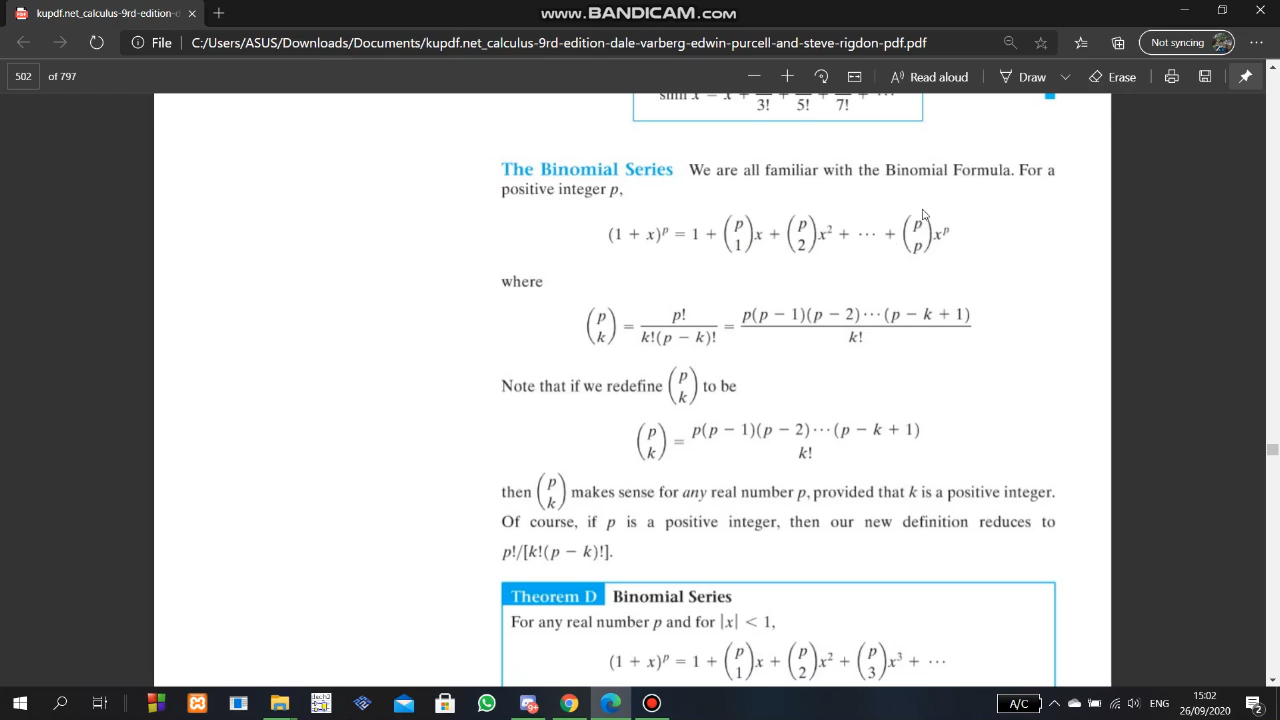 www.BANDICAM.com
kupdf.net_calculus-9rd-edition-d
File C:/Users/ASUS/Downloads/Documents/kupdf.net_calculus-9rd-edition-dale-varberg-edwin-purcell-and-steve-rigdon-pdf.pdf Not syncing
502 of 797 Read aloud Draw Erase
3! 5! 7!
The Binomial Series We are all familiar with the Binomial Formula. For a
positive integer p,
(1 + x)^p = 1 + (p 1)x + (p 2)x² + ⋯ + (p p)x^p
where
(p k) = p!/k!(p − k)! = p(p − 1)(p − 2)⋯(p − k + 1)/k!
Note that if we redefine (p k) to be
(p k) = p(p − 1)(p − 2)⋯(p − k + 1)/k!
then (p k) makes sense for any real number p, provided that k is a positive integer.
Of course, if p is a positive integer, then our new definition reduces to
p!/[k!(p − k)!].
Theorem D Binomial Series
For any real number p and for |x| < 1,
(1 + x)^p = 1 + (p 1)x + (p 2)x² + (p 3)x³ + ⋯
A/C 15:02
26/09/2020
2